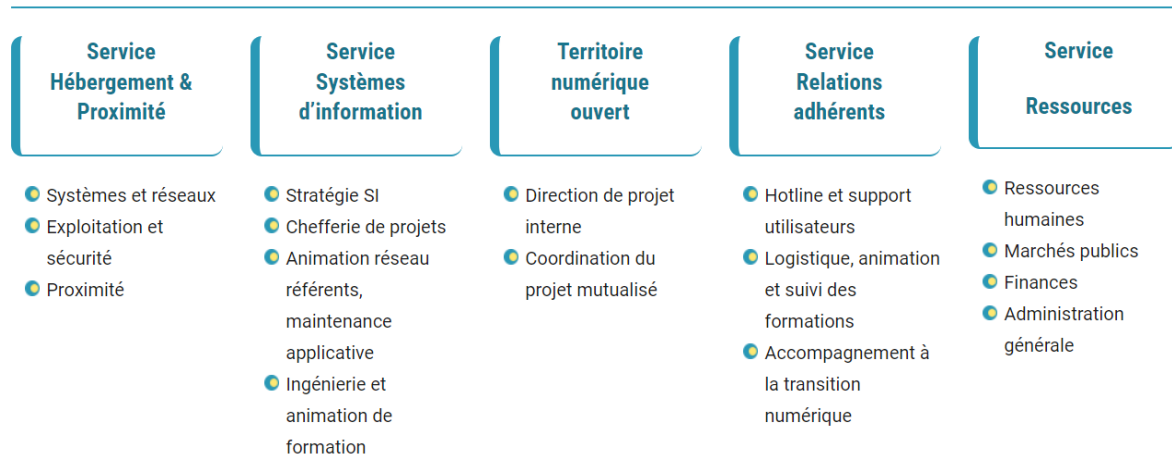 Service
Hébergement &
Proximité
Systèmes et réseaux
Exploitation et
sécurité
Proximité
Service
Systèmes
d’information
Stratégie SI
Chefferie de projets
Animation réseau
référents,
maintenance
applicative
Ingénierie et
animation de
formation
Territoire
numérique
ouvert
Direction de projet
interne
Coordination du
projet mutualisé
Service
Relations
adhérents
Hotline et support
utilisateurs
Logistique, animation
et suivi des
formations
Accompagnement à
la transition
numérique
Service
Ressources
Ressources
humaines
Marchés publics
Finances
Administration
générale